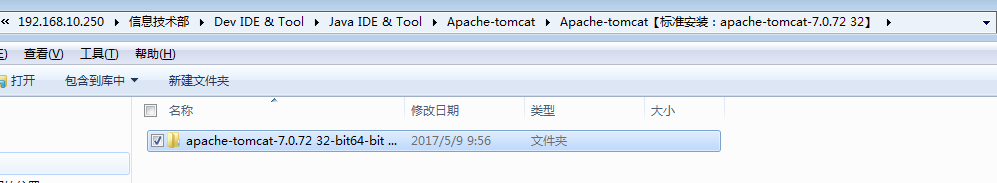 « 192.168.10.250 ▸ 信息技术部 ▸ Dev IDE & Tool ▸ Java IDE & Tool ▸ Apache-tomcat ▸ Apache-tomcat【标准安装：apache-tomcat-7.0.72 32】 ▸
E) 查看(V) 工具(T) 帮助(H)
打开 包含到库中 新建文件夹
名称 修改日期 类型 大小
apache-tomcat-7.0.72 32-bit64-bit ... 2017/5/9 9:56 文件夹